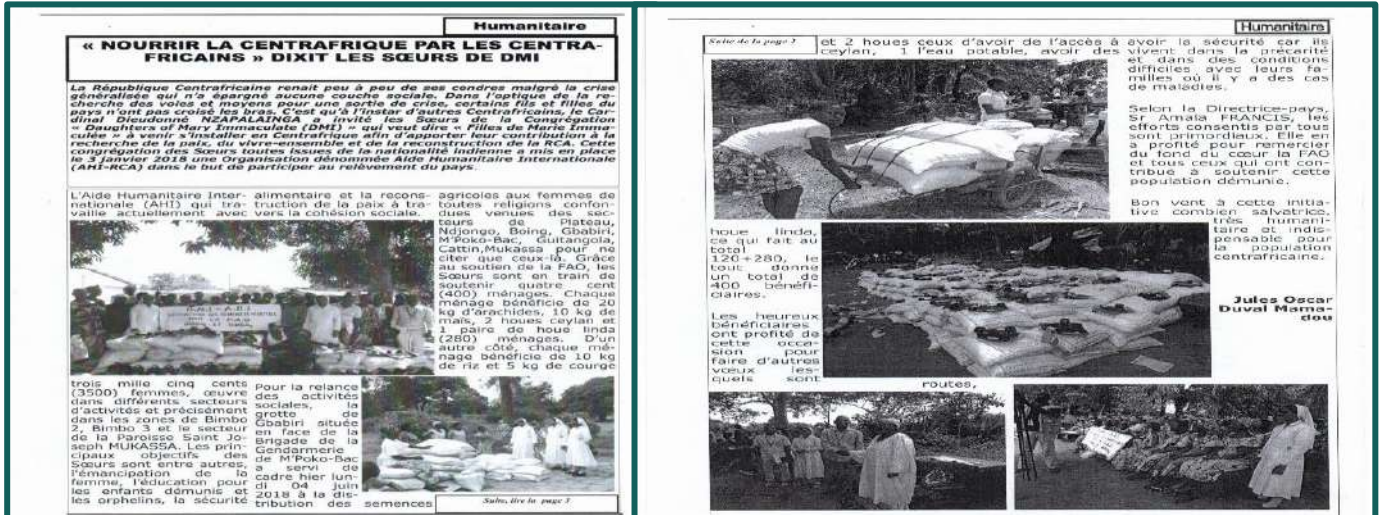 Humanitaire
« NOURRIR LA CENTRAFRIQUE PAR LES CENTRA-
FRICAINS » DIXIT LES SŒURS DE DMI
La République Centrafricaine renait peu à peu de ses cendres malgré la crise
généralisée qui n'a épargné aucune couche sociale. Dans l'optique de la re-
cherche des voies et moyens pour une sortie de crise, certains fils et filles du
pays n'ont pas croisé les bras. C'est qu'à l'instar d'autres Centrafricains, le Car-
dinal Dieudonné NZAPALAINGA a invité les Sœurs de la Congrégation
« Daughters of Mary Immaculate (DMI) » qui veut dire « Filles de Marie Imma-
culée » à venir s'installer en Centrafrique afin d'apporter leur contribution à la
recherche de la paix, du vivre-ensemble et de la reconstruction de la RCA. Cette
congrégation des Sœurs toutes issues de la nationalité indienne a mis en place
le 3 janvier 2018 une Organisation dénommée Aide Humanitaire Internationale
(AHI-RCA) dans le but de participer au relèvement du pays.
L'Aide Humanitaire Inter-
nationale (AHI) qui tra-
vaille actuellement avec
trois mille cinq cents
(3500) femmes, œuvre
dans différents secteurs
d'activités et précisément
dans les zones de Bimbo
2, Bimbo 3 et le secteur
de la Paroisse Saint Jo-
seph MUKASSA. Les prin-
cipaux objectifs des
Sœurs sont entre autres,
l'émancipation de la
femme, l'éducation pour
les enfants démunis et
les orphelins, la sécurité
alimentaire et la recons-
truction de la paix à tra-
vers la cohésion sociale.
Pour la relance
des activités
sociales, la
grotte de
Gbabiri située
en face de la
Brigade de la
Gendarmerie
de M'Poko-Bac
a servi de
cadre hier lun-
di 04 juin
2018 à la dis-
tribution des semences
agricoles aux femmes de
toutes religions confon-
dues venues des sec-
teurs de Plateau,
Ndjongo, Boing, Gbabiri,
M'Poko-Bac, Guitangola,
Cattin,Mukassa pour ne
citer que ceux-là. Grâce
au soutien de la FAO, les
Sœurs sont en train de
soutenir quatre cent
(400) ménages. Chaque
ménage bénéficie de 20
kg d'arachides, 10 kg de
maïs, 2 houes ceylan et
1 paire de houe linda
(280) ménages. D'un
autre côté, chaque mé-
nage bénéficie de 10 kg
de riz et 5 kg de courge
Suite, lire la page 3
Humanitaire
Suite de la page 2
et 2 houes
ceylan, 1
houe linda,
ce qui fait au
total
120+280, le
tout donne
un total de
400 bénéfi-
ciaires.
Les heureux
bénéficiaires
ont profité de
cette occa-
sion pour
faire d'autres
vœux les-
quels sont
ceux d'avoir de l'accès à
l'eau potable, avoir des
routes,
avoir la sécurité car ils
vivent dans la précarité
et dans des conditions
difficiles avec leurs fa-
milles où il y a des cas
de maladies.
Selon la Directrice-pays,
Sr Amala FRANCIS, les
efforts consentis par tous
sont primordieux. Elle en
a profité pour remercier
du fond du cœur la FAO
et tous ceux qui ont con-
tribué à soutenir cette
population démunie.
Bon vent à cette initia-
tive combien salvatrice,
très humani-
taire et indis-
pensable pour
la population
centrafricaine.
Jules Oscar
Duval Mama-
dou